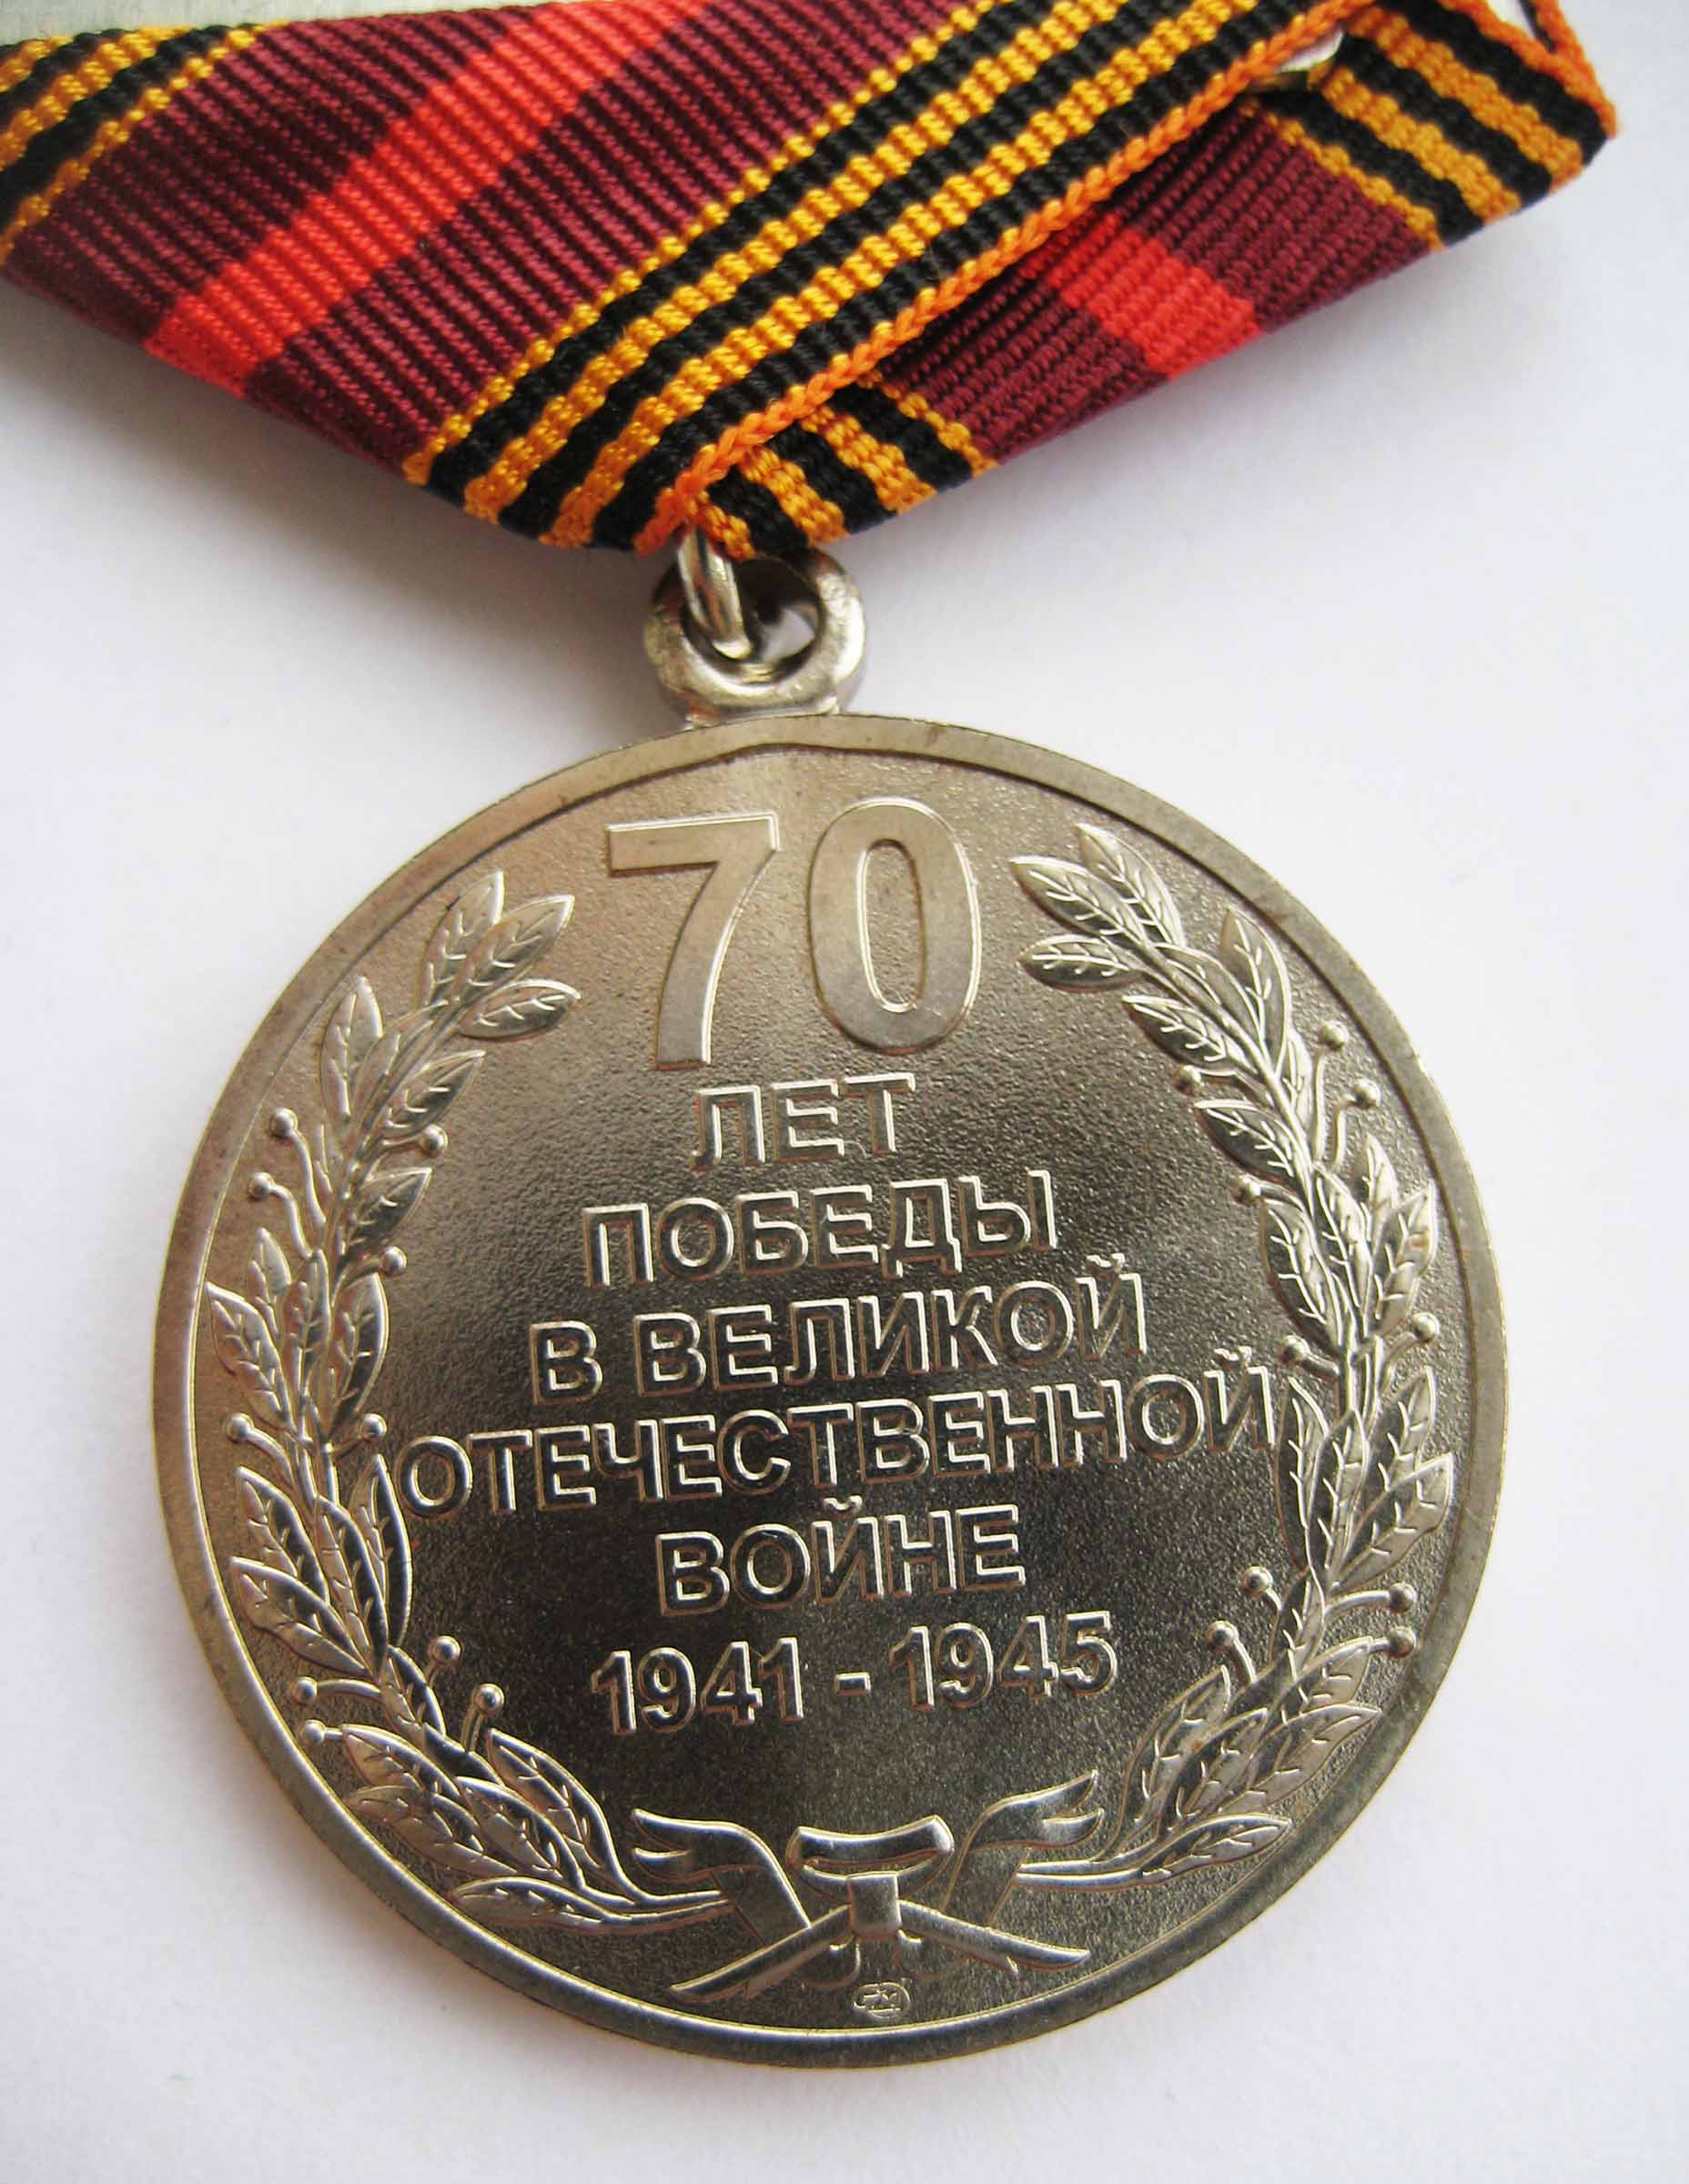 70
ЛЕТ
ПОБЕДЫ
В ВЕЛИКОЙ
ОТЕЧЕСТВЕННОЙ
ВОЙНЕ
1941 - 1945